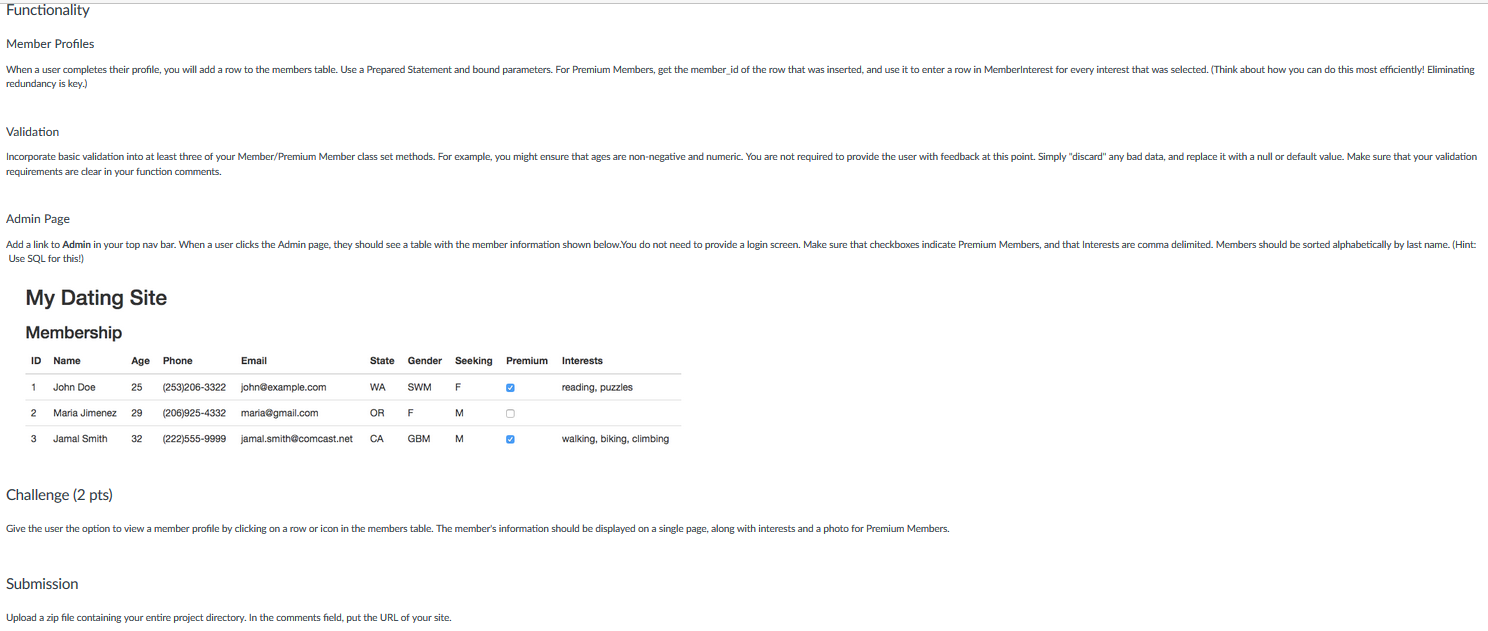 Functionality
Member Profiles
When a user completes their profile, you will add a row to the members table. Use a Prepared Statement and bound parameters. For Premium Members, get the member_id of the row that was inserted, and use it to enter a row in MemberInterest for every interest that was selected. (Think about how you can do this most efficiently! Eliminating
redundancy is key.)
Validation
Incorporate basic validation into at least three of your Member/Premium Member class set methods. For example, you might ensure that ages are non-negative and numeric. You are not required to provide the user with feedback at this point. Simply "discard" any bad data, and replace it with a null or default value. Make sure that your validation
requirements are clear in your function comments.
Admin Page
Add a link to Admin in your top nav bar. When a user clicks the Admin page, they should see a table with the member information shown below.You do not need to provide a login screen. Make sure that checkboxes indicate Premium Members, and that Interests are comma delimited. Members should be sorted alphabetically by last name. (Hint:
Use SQL for this!)
My Dating Site
Membership
ID Name Age Phone Email State Gender Seeking Premium Interests
1 John Doe 25 (253)206-3322 john@example.com WA SWM F reading, puzzles
2 Maria Jimenez 29 (206)925-4332 maria@gmail.com OR F M
3 Jamal Smith 32 (222)555-9999 jamal.smith@comcast.net CA GBM M walking, biking, climbing
Challenge (2 pts)
Give the user the option to view a member profile by clicking on a row or icon in the members table. The member's information should be displayed on a single page, along with interests and a photo for Premium Members.
Submission
Upload a zip file containing your entire project directory. In the comments field, put the URL of your site.